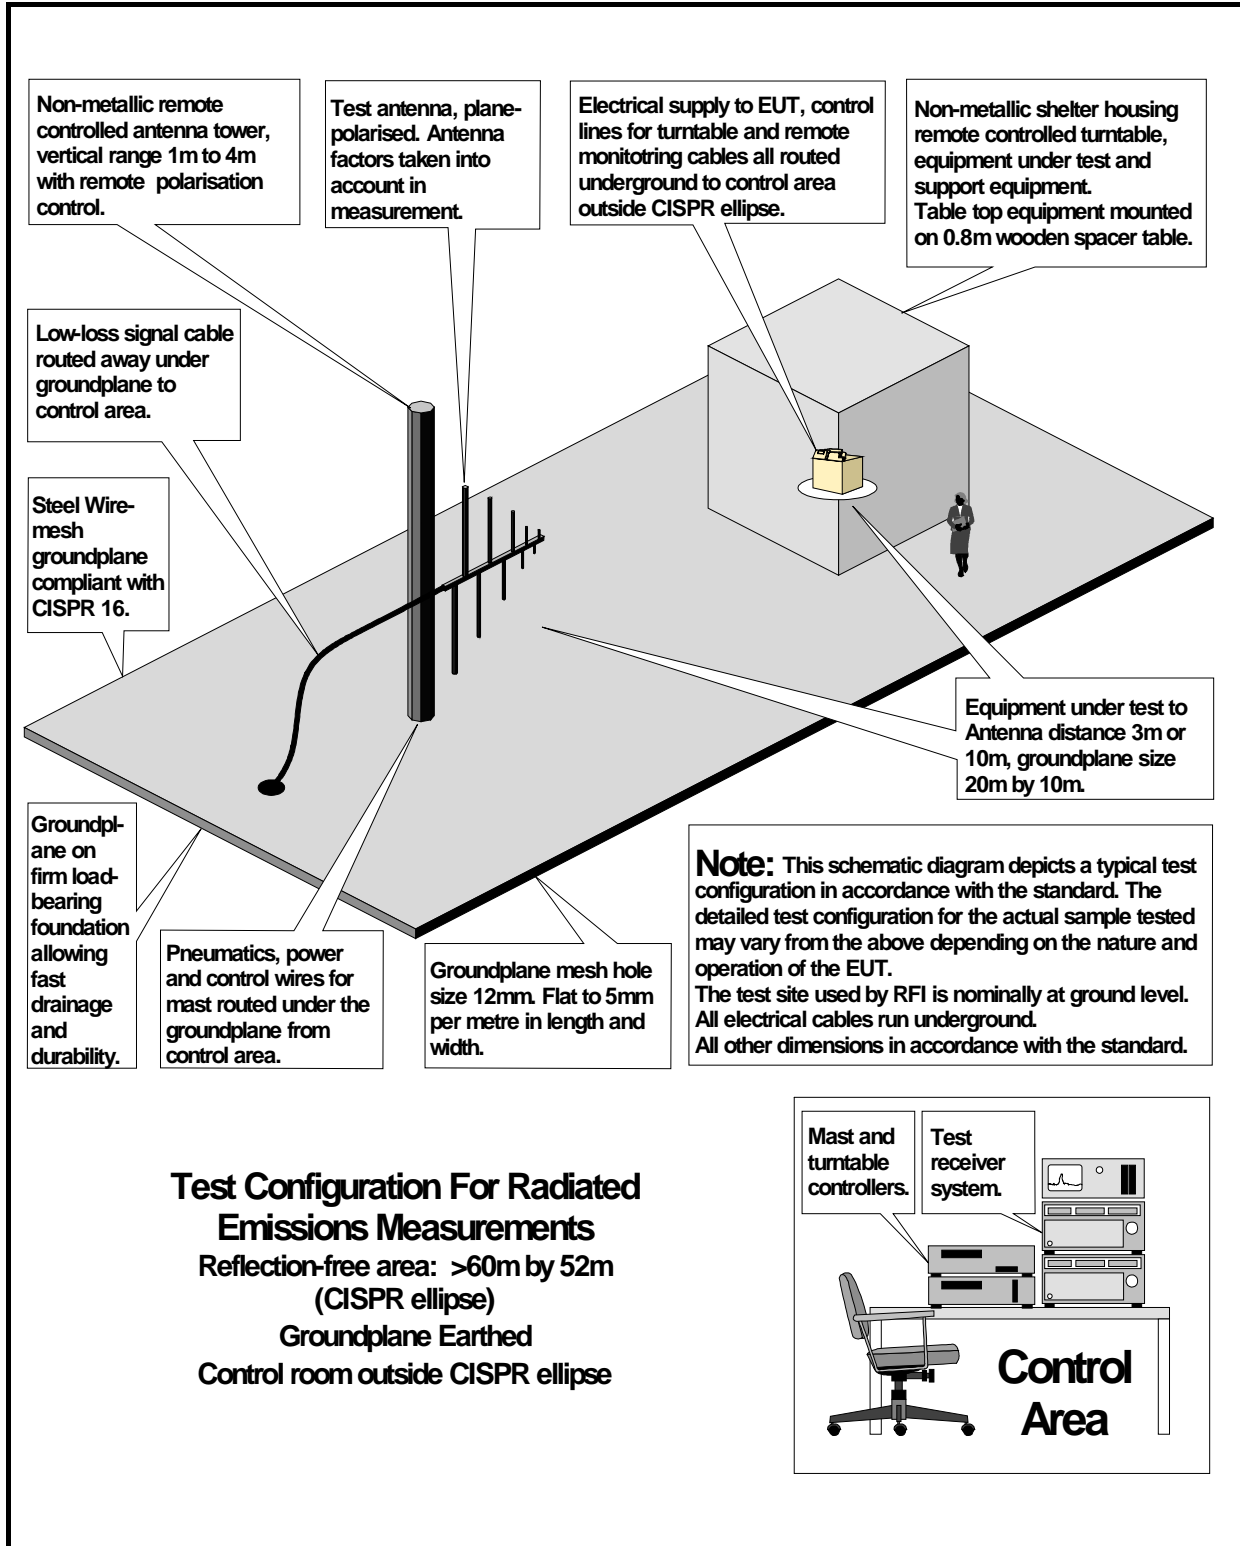 Non-metallic remote
controlled antenna tower,
vertical range 1m to 4m
with remote polarisation
control.
Test antenna, plane-
polarised. Antenna
factors taken into
account in
measurement.
Electrical supply to EUT, control
lines for turntable and remote
monitotring cables all routed
underground to control area
outside CISPR ellipse.
Non-metallic shelter housing
remote controlled turntable,
equipment under test and
support equipment.
Table top equipment mounted
on 0.8m wooden spacer table.
Low-loss signal cable
routed away under
groundplane to
control area.
Steel Wire-
mesh
groundplane
compliant with
CISPR 16.
Equipment under test to
Antenna distance 3m or
10m, groundplane size
20m by 10m.
Groundpl-
ane on
firm load-
bearing
foundation
allowing
fast
drainage
and
durability.
Pneumatics, power
and control wires for
mast routed under the
groundplane from
control area.
Groundplane mesh hole
size 12mm. Flat to 5mm
per metre in length and
width.
Note: This schematic diagram depicts a typical test
configuration in accordance with the standard. The
detailed test configuration for the actual sample tested
may vary from the above depending on the nature and
operation of the EUT.
The test site used by RFI is nominally at ground level.
All electrical cables run underground.
All other dimensions in accordance with the standard.
Test Configuration For Radiated
Emissions Measurements
Reflection-free area: >60m by 52m
(CISPR ellipse)
Groundplane Earthed
Control room outside CISPR ellipse
Mast and
turntable
controllers.
Test
receiver
system.
Control
Area